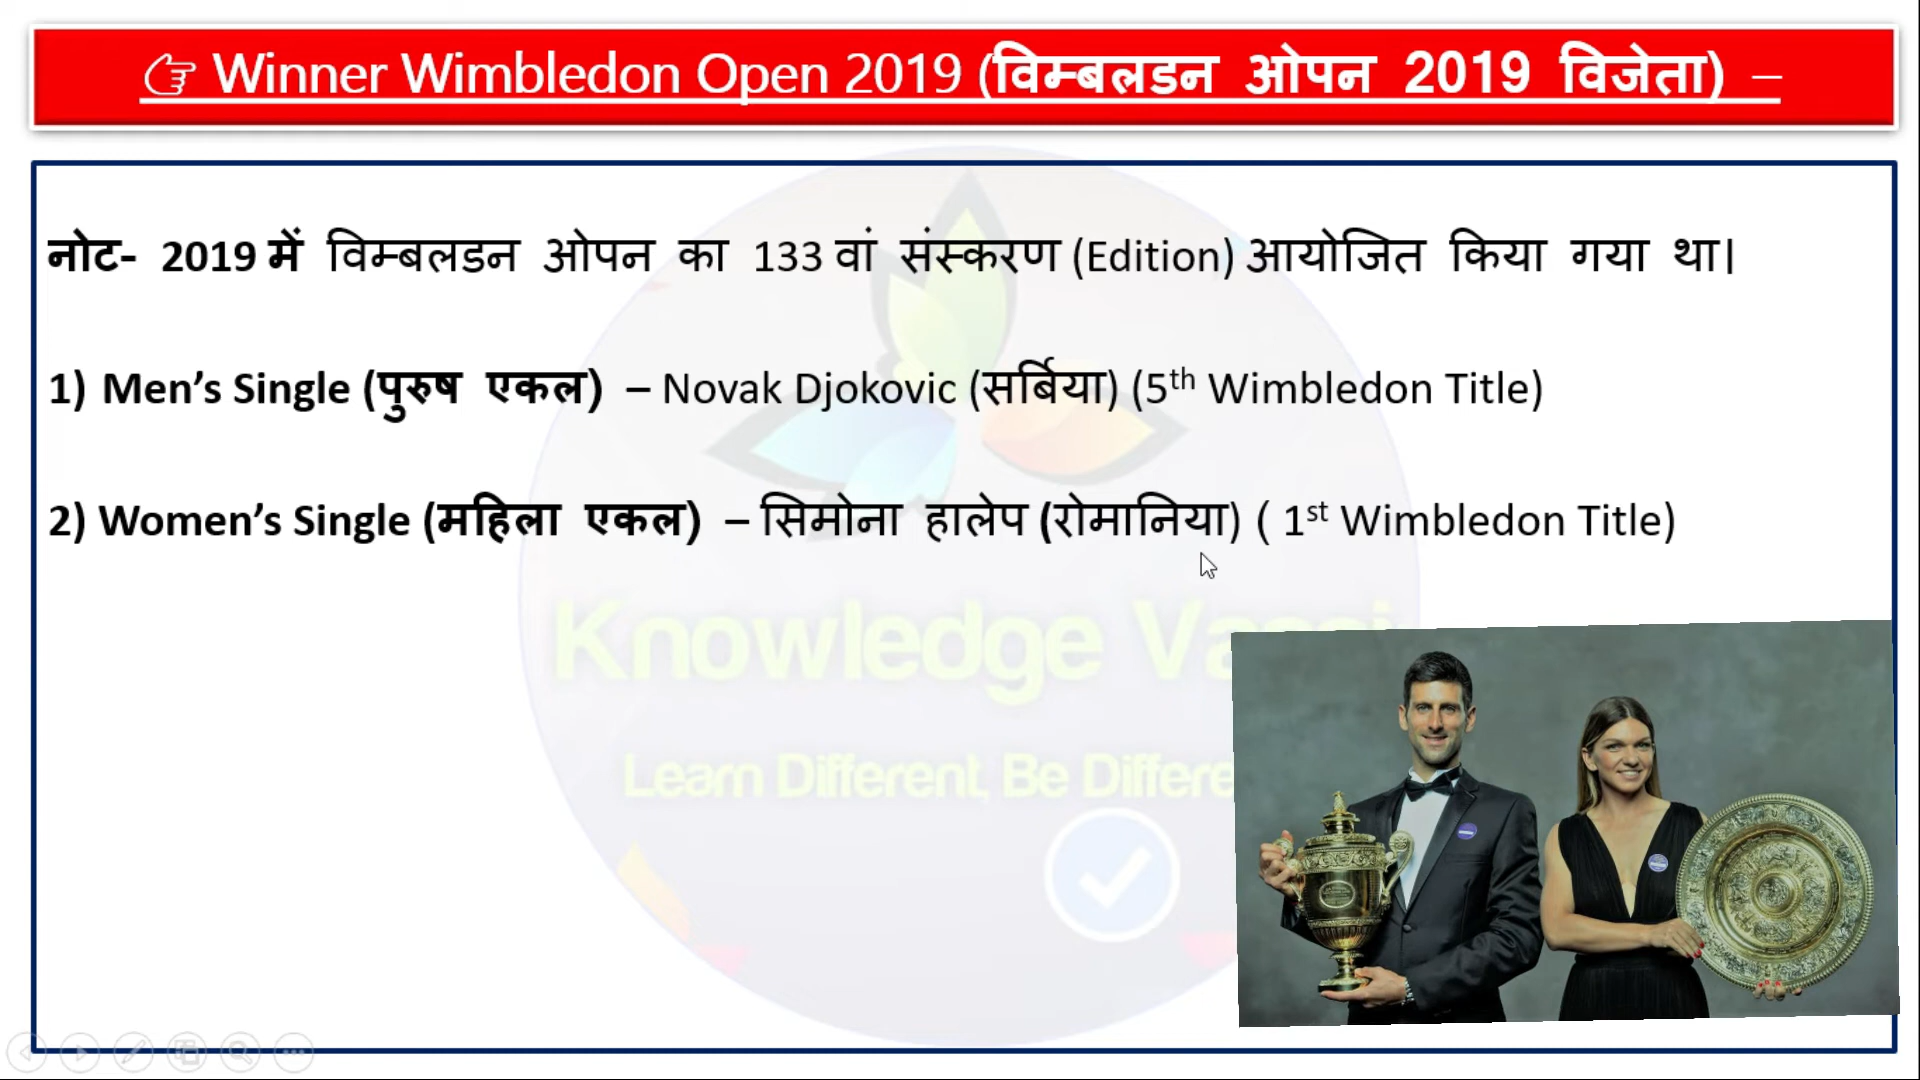 👉 Winner Wimbledon Open 2019 (विम्बलडन ओपन 2019 विजेता) –
नोट- 2019 में विम्बलडन ओपन का 133 वां संस्करण (Edition) आयोजित किया गया था|
1) Men’s Single (पुरुष एकल) – Novak Djokovic (सर्बिया) (5th Wimbledon Title)
2) Women’s Single (महिला एकल) – सिमोना हालेप (रोमानिया) ( 1st Wimbledon Title)
Knowledge
Learn Different, Be